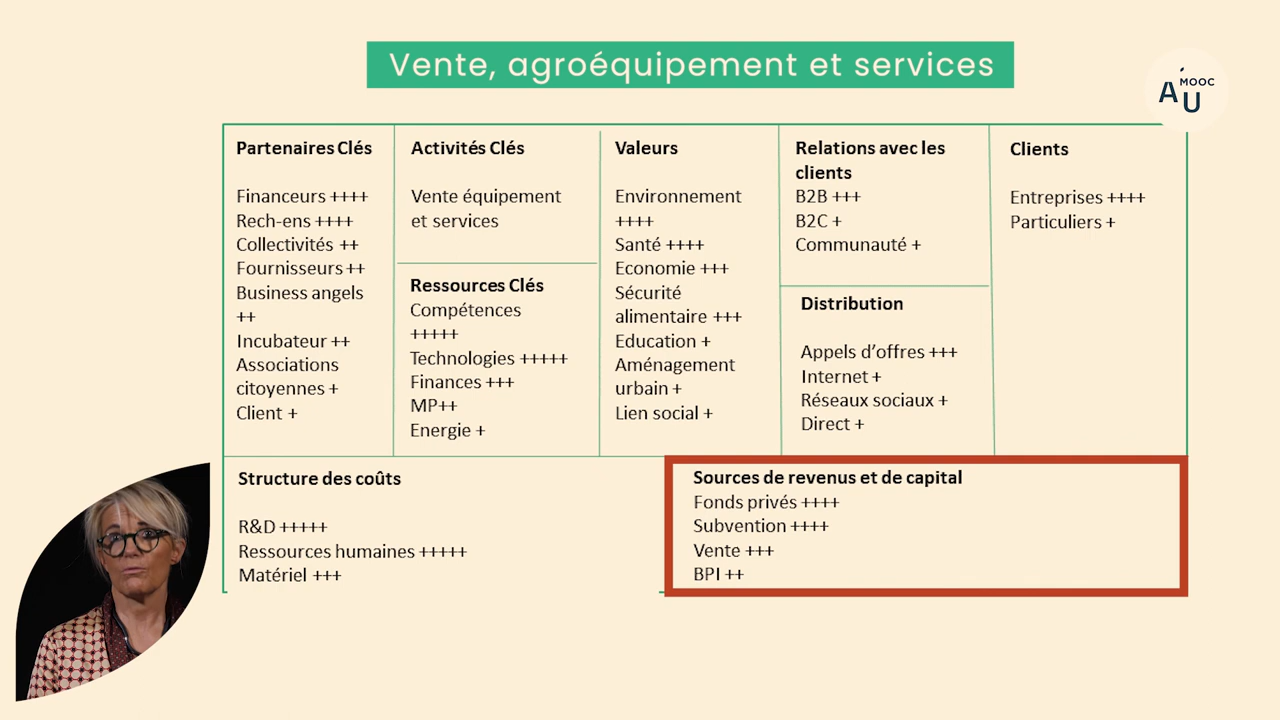 Vente, agroéquipement et services
MOOC
AU
Partenaires Clés
Financeurs ++++
Rech-ens ++++
Collectivités ++
Fournisseurs ++
Business angels
++
Incubateur ++
Associations
citoyennes +
Client +
Activités Clés
Vente équipement
et services
Ressources Clés
Compétences
+++++
Technologies +++++
Finances +++
MP++
Energie +
Valeurs
Environnement
++++
Santé ++++
Economie +++
Sécurité
alimentaire +++
Education +
Aménagement
urbain +
Lien social +
Relations avec les
clients
B2B +++
B2C +
Communauté +
Distribution
Appels d’offres +++
Internet +
Réseaux sociaux +
Direct +
Clients
Entreprises ++++
Particuliers +
Structure des coûts
R&D +++++
Ressources humaines +++++
Matériel +++
Sources de revenus et de capital
Fonds privés ++++
Subvention ++++
Vente +++
BPI ++